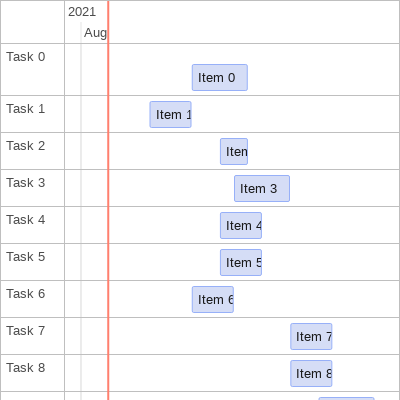 2021
Aug
Task 0
Item 0
Task 1
Item 1
Task 2
Item
Task 3
Item 3
Task 4
Item 4
Task 5
Item 5
Task 6
Item 6
Task 7
Item 7
Task 8
Item 8